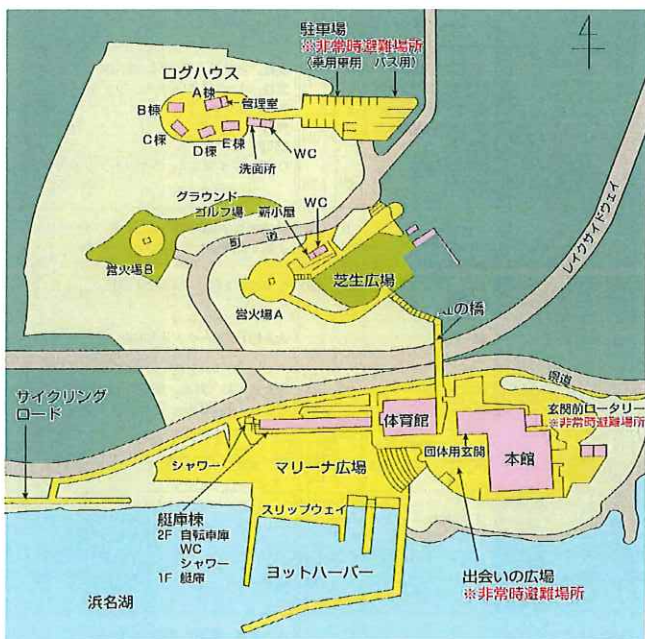 駐車場
※非常時避難場所
(乗用車用 バス用)
ログハウス
A棟
管理室
B棟
C棟
D棟
E棟
WC
洗面所
グラウンド
ゴルフ場
薪小屋
WC
町道
営火場B
芝生広場
営火場A
レイクサイドウェイ
の橋
県道
サイクリング
ロード
玄関前ロータリー
※非常時避難場所
体育館
団体用玄関
本館
シャワー
マリーナ広場
スリップウェイ
艇庫棟
2F 自転車庫
WC
シャワー
1F 艇庫
ヨットハーバー
出会いの広場
※非常時避難場所
浜名湖